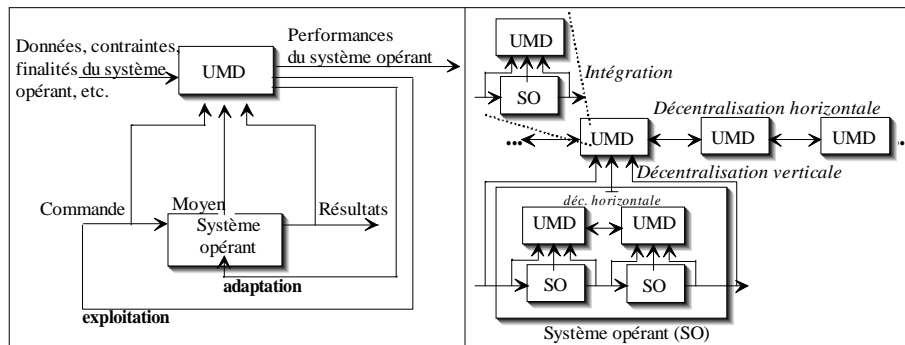 Données, contraintes,
finalités du système
opérant, etc.
UMD
Performances
du système opérant
Commande
Moyen
Système
opérant
Résultats
adaptation
exploitation
UMD
SO
Intégration
Décentralisation horizontale
...
UMD
UMD
UMD
...
Décentralisation verticale
déc. horizontale
UMD
UMD
SO
SO
Système opérant (SO)